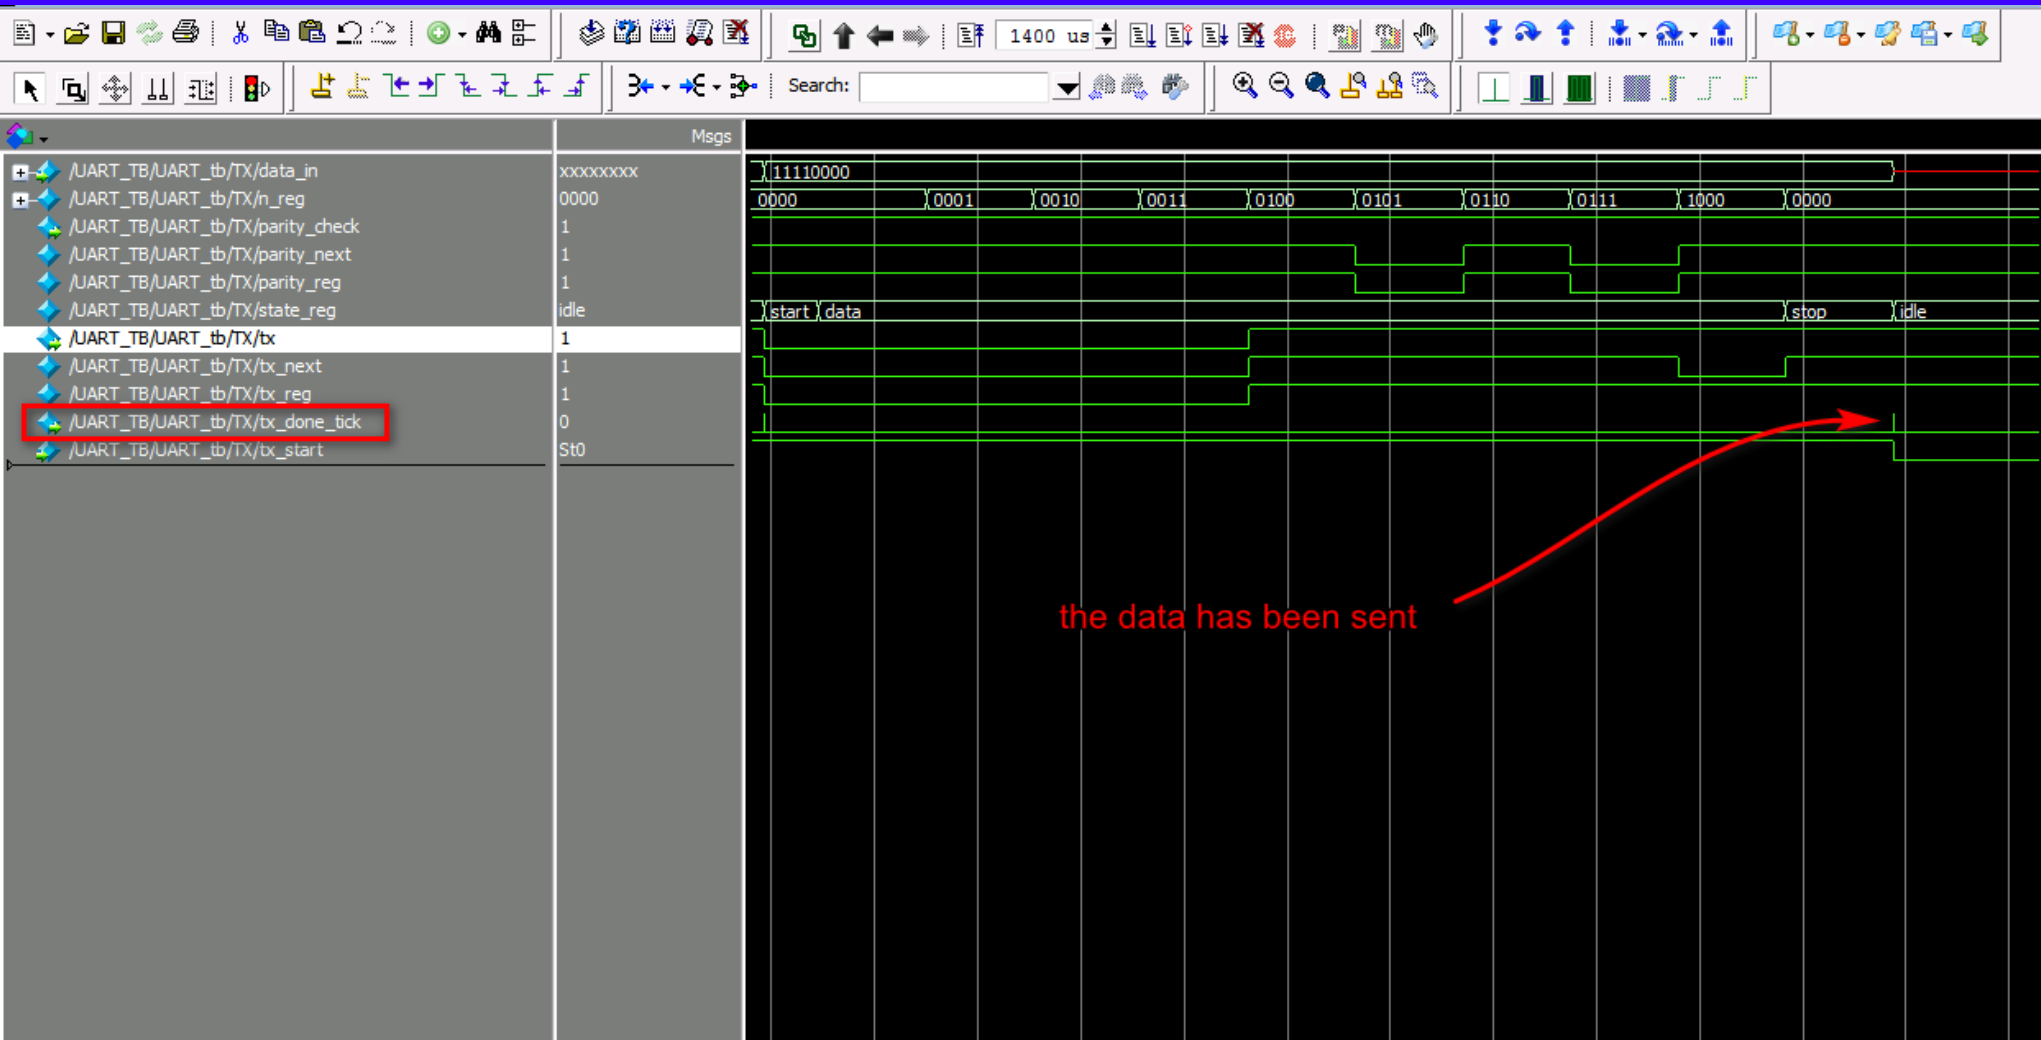 1400 us
Search:
Msgs
/UART_TB/UART_tb/TX/data_in xxxxxxxx 11110000
/UART_TB/UART_tb/TX/n_reg 0000 0000 0001 0010 0011 0100 0101 0110 0111 1000 0000
/UART_TB/UART_tb/TX/parity_check 1
/UART_TB/UART_tb/TX/parity_next 1
/UART_TB/UART_tb/TX/parity_reg 1
/UART_TB/UART_tb/TX/state_reg idle start data stop idle
/UART_TB/UART_tb/TX/tx 1
/UART_TB/UART_tb/TX/tx_next 1
/UART_TB/UART_tb/TX/tx_reg 1
/UART_TB/UART_tb/TX/tx_done_tick 0
/UART_TB/UART_tb/TX/tx_start St0
the data has been sent